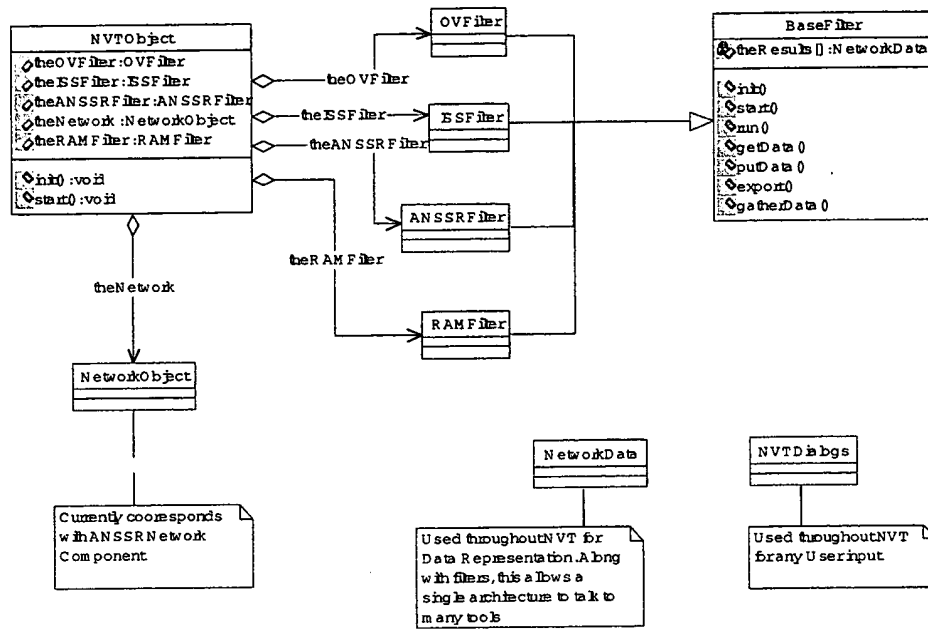 NVTObject
theOVFilter:OVFilter
theISSFilter:ISSFilter
theANSSRFilter:ANSSRFilter
theNetwork:NetworkObject
theRAMFilter:RAMFilter
init():void
start():void
theOVFilter
theISSFilter
theANSSRFilter
theRAMFilter
theNetwork
OVFilter
ISSFilter
ANSSRFilter
RAMFilter
BaseFilter
theResults[]:NetworkData
init()
start()
run()
getData()
putData()
export()
gatherData()
NetworkObject
Currently cooresponds
with ANSSR Network
Component
NetworkData
Used throughout NVT for
Data Representation. Along
with filters, this allows a
single architecture to talk to
many tools
NVTDialogs
Used throughout NVT
for any User input